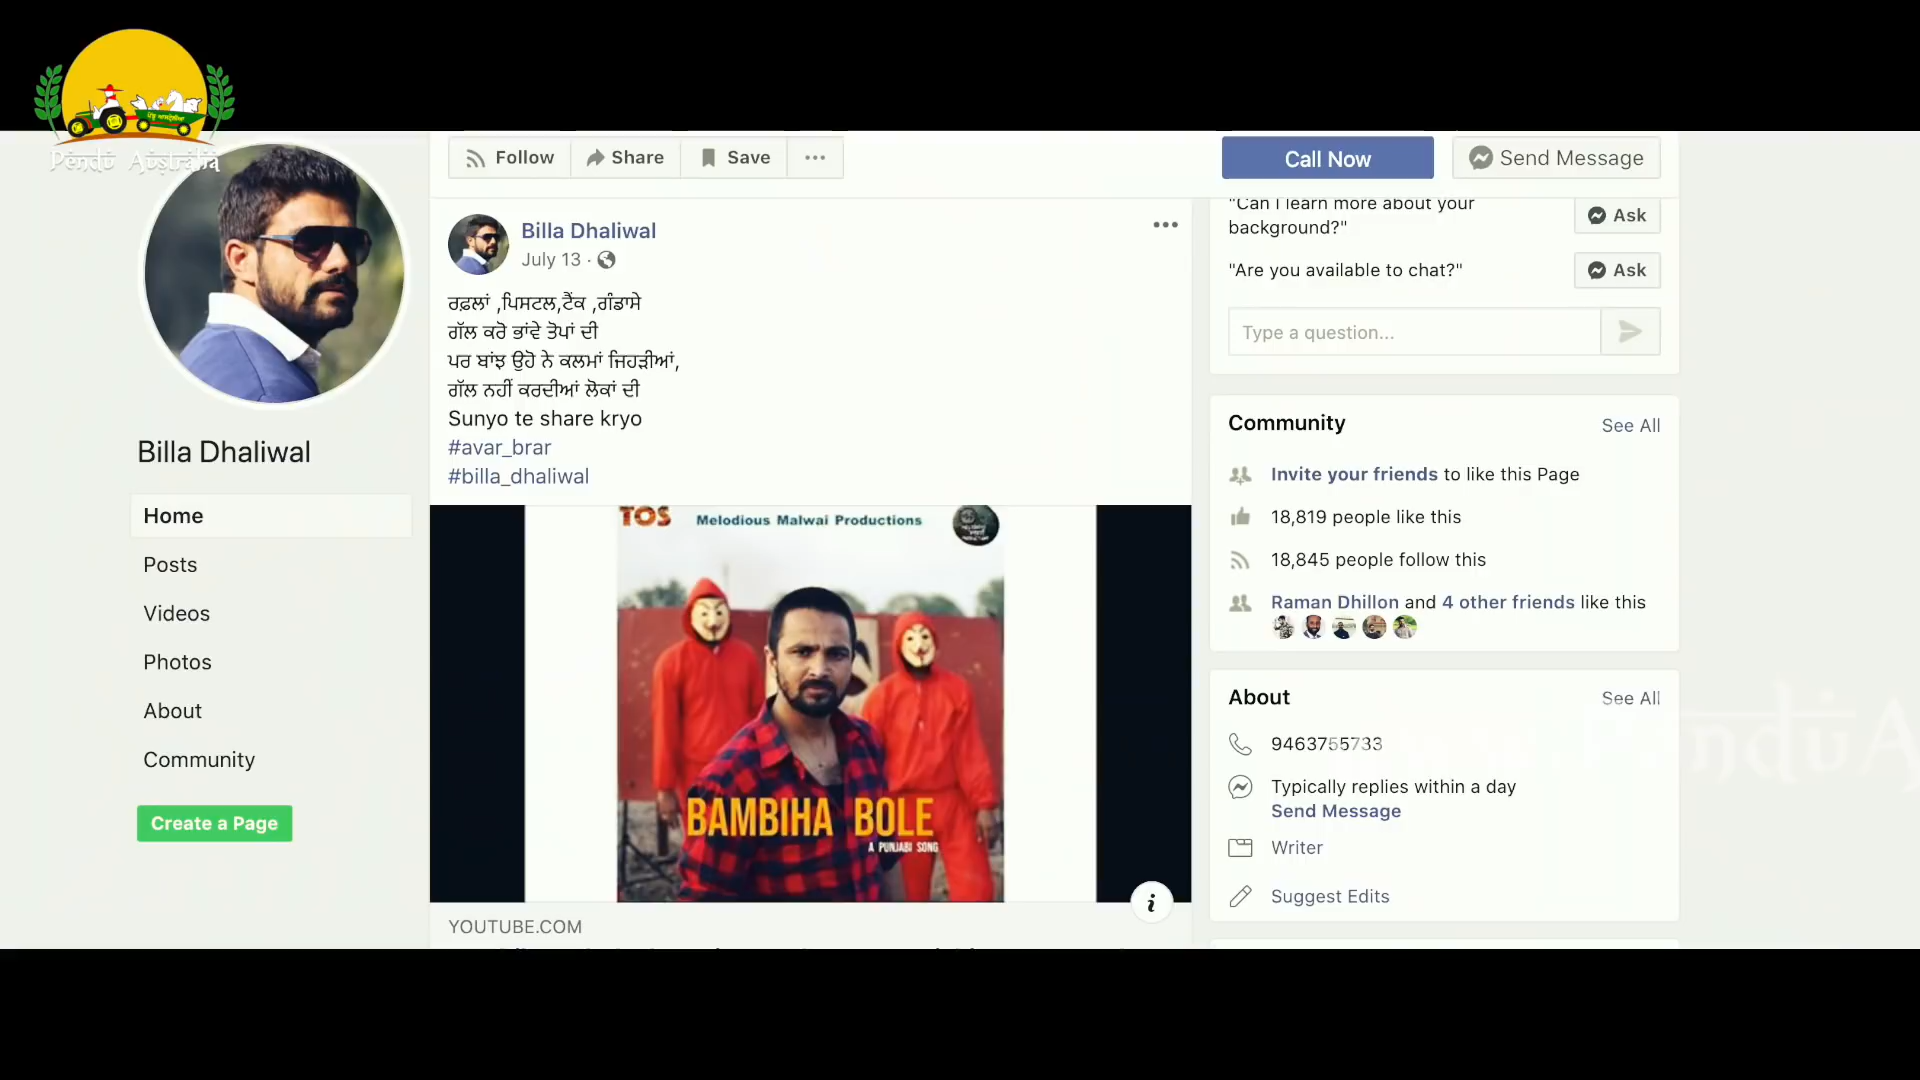 ਪੇਂਡੂ ਆਸਟ੍ਰੇਲੀਆ
Pendu Australia
Follow
Share
Save
Call Now
Send Message
Billa Dhaliwal
Home
Posts
Videos
Photos
About
Community
Create a Page
Billa Dhaliwal
July 13 ·
ਰਫ਼ਲਾਂ ,ਪਿਸਟਲ,ਟੈਂਕ ,ਗੰਡਾਸੇ
ਗੱਲ ਕਰੋ ਭਾਂਵੇ ਤੋਪਾਂ ਦੀ
ਪਰ ਬਾਂਝ ਉਹੋ ਨੇ ਕਲਮਾਂ ਜਿਹੜੀਆਂ,
ਗੱਲ ਨਹੀਂ ਕਰਦੀਆਂ ਲੋਕਾਂ ਦੀ
Sunyo te share kryo
#avar_brar
#billa_dhaliwal
TOS
Melodious Malwai Productions
BAMBIHA BOLE
A PUNJABI SONG
YOUTUBE.COM
"Can I learn more about your
background?"
Ask
"Are you available to chat?"
Ask
Type a question...
Community
See All
Invite your friends to like this Page
18,819 people like this
18,845 people follow this
Raman Dhillon and 4 other friends like this
About
See All
9463755733
Typically replies within a day
Send Message
Writer
Suggest Edits